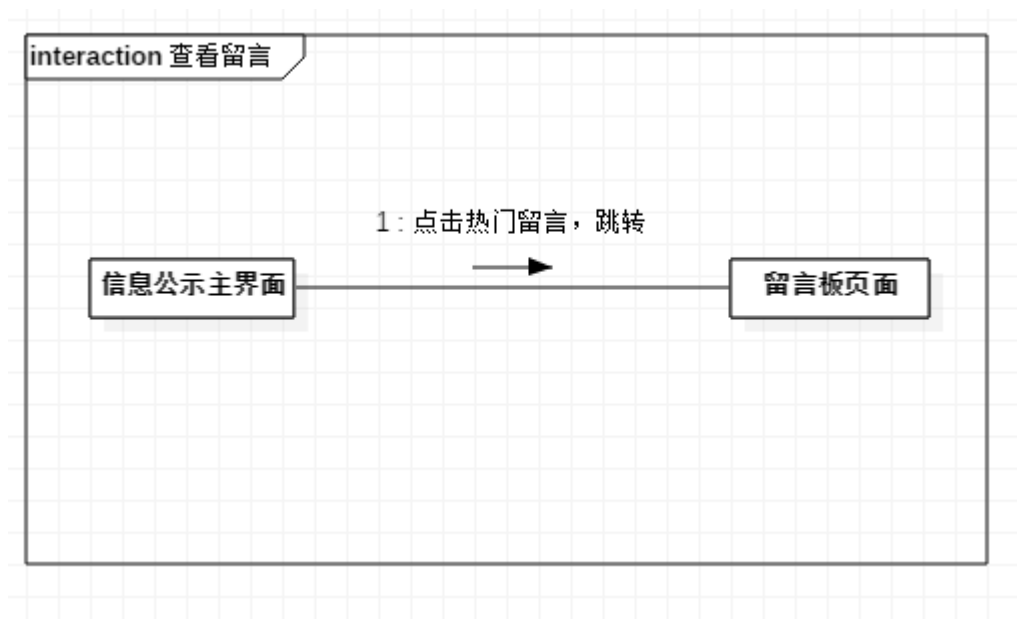 interaction 查看留言
1 : 点击热门留言，跳转
信息公示主界面
留言板页面